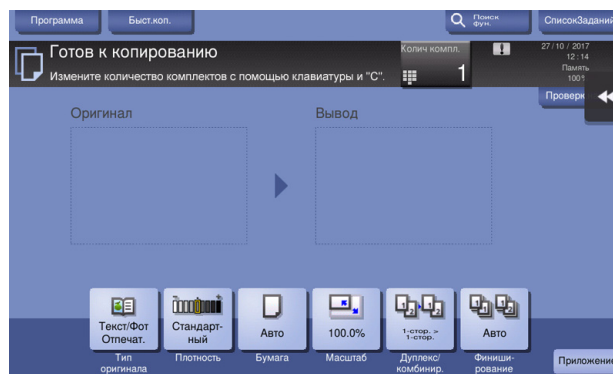 Программа
Быст.коп.
Поиск
фун.
СписокЗаданий
Готов к копированию
Измените количество комплектов с помощью клавиатуры и "C".
Колич компл.
1
27/10/2017
12:14
Память
100%
Оригинал
Вывод
Текст/Фот
Отпечат.
Стандарт-
ный
Авто
100.0%
1-стор. >
1-стор.
Авто
Тип
оригинала
Плотность
Бумага
Масштаб
Дуплекс/
комбинир.
Финиши-
рование
Приложение